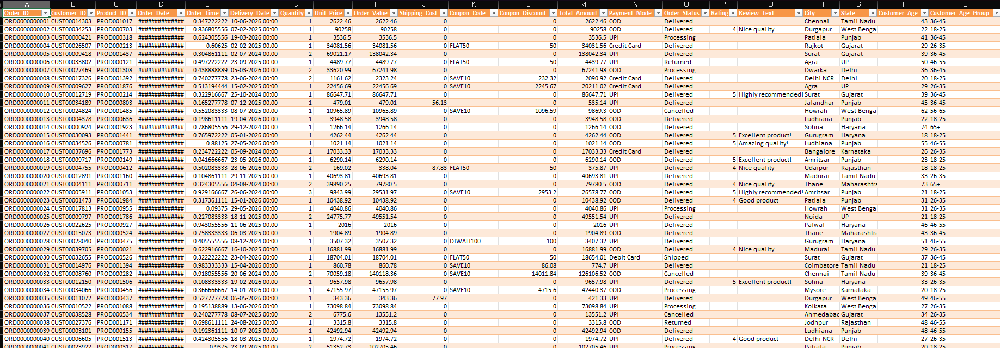 A B C D E F G H I J K L M N O P Q R S T U
Order_ID Customer_ID Product_ID Order_Date Order_Time Delivery_Date Quantity Unit_Price Order_Value Shipping_Cost Coupon_Code Coupon_Discount Total_Amount Payment_Mode Order_Status Rating Review_Text City State Customer_Age Customer_Age_Group
ORD0000000001 CUST00014303 PROD001017 ############## 0.347222222 10-06-2026 00:00 1 2622.46 2622.46 0 0 2622.46 COD Delivered Chennai Tamil Nadu 43 36-45
ORD0000000002 CUST00034253 PROD000703 ############## 0.836805556 07-02-2026 00:00 1 90258 90258 0 0 90258 COD Delivered 4 Nice quality Durgapur West Benga 22 18-25
ORD0000000003 CUST00000421 PROD000318 ############## 0.624305556 19-03-2026 00:00 1 3536.5 3536.5 0 0 3536.5 UPI Processing Patiala Punjab 41 36-45
ORD0000000004 CUST00026507 PROD000213 ############## 0.60625 02-02-2025 00:00 1 34081.56 34081.56 0 FLAT50 50 34031.56 Credit Card Delivered Rajkot Gujarat 29 26-35
ORD0000000005 CUST00009418 PROD001437 ############## 0.304861111 02-07-2024 00:00 2 69021.17 138042.34 0 0 138042.34 UPI Delivered Surat Gujarat 39 36-45
ORD0000000006 CUST00033802 PROD000121 ############## 0.497222222 23-09-2025 00:00 1 4489.77 4489.77 0 FLAT50 50 4439.77 UPI Returned Agra UP 50 46-55
ORD0000000007 CUST00027469 PROD001308 ############## 0.438888889 05-03-2026 00:00 2 33620.99 67241.98 0 0 67241.98 COD Processing Dwarka Delhi 36 36-45
ORD0000000008 CUST00017326 PROD001392 ############## 0.740277778 23-06-2024 00:00 2 1161.62 2323.24 0 SAVE10 232.32 2090.92 Credit Card Delivered Delhi NCR Delhi 20 18-25
ORD0000000009 CUST00009627 PROD001876 ############## 0.513194444 15-02-2025 00:00 1 22456.69 22456.69 0 SAVE10 2245.67 20211.02 Credit Card Delivered Agra UP 29 26-35
ORD0000000010 CUST00012719 PROD000214 ############## 0.322916667 25-10-2024 00:00 1 86647.71 86647.71 0 0 86647.71 UPI Delivered 5 Highly recommended! Surat Gujarat 39 36-45
ORD0000000011 CUST00034189 PROD000803 ############## 0.165277778 07-12-2025 00:00 1 479.01 479.01 56.13 0 535.14 UPI Delivered Jalandhar Punjab 45 36-45
ORD0000000012 CUST00024824 PROD001485 ############## 0.552083333 08-07-2025 00:00 1 10965.89 10965.89 0 SAVE10 1096.59 9869.3 COD Cancelled Howrah West Benga 62 56-65
ORD0000000013 CUST00004378 PROD000636 ############## 0.198611111 19-04-2026 00:00 1 3948.58 3948.58 0 0 3948.58 COD Delivered Ludhiana Punjab 22 18-25
ORD0000000014 CUST00000924 PROD001923 ############## 0.786805556 29-12-2024 00:00 1 1266.14 1266.14 0 0 1266.14 COD Delivered Sohna Haryana 74 65+
ORD0000000015 CUST00030093 PROD001441 ############## 0.765972222 05-01-2026 00:00 1 4262.44 4262.44 0 0 4262.44 COD Delivered 5 Excellent product! Gurugram Haryana 18 18-25
ORD0000000016 CUST00034526 PROD000781 ############## 0.88125 27-05-2026 00:00 1 1021.14 1021.14 0 0 1021.14 COD Delivered 5 Amazing quality! Ludhiana Punjab 55 46-55
ORD0000000017 CUST00037696 PROD001773 ############## 0.234722222 05-09-2024 00:00 1 17033.33 17033.33 0 0 17033.33 Credit Card Delivered Bangalore Karnataka 26 26-35
ORD0000000018 CUST00009717 PROD000149 ############## 0.041666667 23-05-2026 00:00 1 6290.14 6290.14 0 0 6290.14 COD Delivered 5 Excellent product! Amritsar Punjab 23 18-25
ORD0000000019 CUST00004755 PROD000412 ############## 0.502083333 28-06-2026 00:00 2 169.02 338.04 87.83 FLAT50 50 375.87 UPI Delivered 4 Nice quality Udaipur Rajasthan 18 18-25
ORD0000000020 CUST00012891 PROD001160 ############## 0.104861111 29-11-2025 00:00 1 40693.81 40693.81 0 0 40693.81 UPI Delivered Madurai Tamil Nadu 33 26-35
ORD0000000021 CUST00004111 PROD000711 ############## 0.324305556 04-08-2024 00:00 2 39890.25 79780.5 0 0 79780.5 UPI Delivered 4 Nice quality Thane Maharashtra 73 65+
ORD0000000022 CUST00005911 PROD001053 ############## 0.929166667 26-06-2024 00:00 3 9843.99 29531.97 0 SAVE10 2953.2 26578.77 COD Delivered 5 Highly recommended! Amritsar Punjab 21 18-25
ORD0000000023 CUST00001473 PROD001984 ############## 0.317361111 15-01-2026 00:00 1 10438.92 10438.92 0 0 10438.92 COD Delivered 4 Good product Patiala Punjab 31 26-35
ORD0000000024 CUST00017813 PROD000955 ############## 0.09375 29-05-2026 00:00 1 4040.86 4040.86 0 0 4040.86 UPI Processing Howrah West Benga 31 26-35
ORD0000000025 CUST00009797 PROD001786 ############## 0.227083333 18-11-2025 00:00 2 24775.77 49551.54 0 0 49551.54 UPI Delivered Noida UP 21 18-25
ORD0000000026 CUST00022625 PROD000927 ############## 0.943055556 11-06-2025 00:00 1 2016 2016 0 0 2016 UPI Delivered Palwal Haryana 46 46-55
ORD0000000027 CUST00015073 PROD000524 ############## 0.758333333 06-03-2025 00:00 1 1904.89 1904.89 0 0 1904.89 COD Delivered Thane Maharashtra 43 36-45
ORD0000000028 CUST00028040 PROD000475 ############## 0.405555556 08-12-2024 00:00 1 3507.32 3507.32 0 DIWALI100 100 3407.32 UPI Delivered Gurugram Haryana 51 46-55
ORD0000000029 CUST00039705 PROD000021 ############## 0.622916667 16-10-2025 00:00 1 16881.99 16881.99 0 0 16881.99 COD Delivered 4 Nice quality Madurai Tamil Nadu 29 26-35
ORD0000000030 CUST00032655 PROD000526 ############## 0.322222222 23-04-2026 00:00 1 18704.01 18704.01 0 FLAT50 50 18654.01 Debit Card Shipped Surat Gujarat 37 36-45
ORD0000000031 CUST00014976 PROD001394 ############## 0.983333333 15-04-2026 00:00 1 860.78 860.78 0 SAVE10 86.08 774.7 UPI Delivered Coimbatore Tamil Nadu 21 18-25
ORD0000000032 CUST00008760 PROD000282 ############## 0.918055556 20-06-2024 00:00 2 70059.18 140118.36 0 SAVE10 14011.84 126106.52 COD Cancelled Chennai Tamil Nadu 39 36-45
ORD0000000033 CUST00012150 PROD001506 ############## 0.108333333 19-02-2026 00:00 1 9657.98 9657.98 0 0 9657.98 UPI Delivered 5 Excellent product! Sohna Haryana 33 26-35
ORD0000000034 CUST00034066 PROD000456 ############## 0.366666667 14-01-2026 00:00 1 47155.97 47155.97 0 SAVE10 4715.6 42440.37 COD Processing Mysore Karnataka 20 18-25
ORD0000000035 CUST00011072 PROD000437 ############## 0.527777778 06-05-2026 00:00 1 343.36 343.36 77.97 0 421.33 UPI Delivered Durgapur West Benga 49 46-55
ORD0000000036 CUST00010522 PROD001088 ############## 0.195138889 13-06-2026 00:00 1 73098.84 73098.84 0 0 73098.84 UPI Processing Kolkata West Benga 27 26-35
ORD0000000037 CUST00038528 PROD000534 ############## 0.240277778 08-07-2025 00:00 2 6775.6 13551.2 0 0 13551.2 UPI Cancelled Ahmedabac Gujarat 34 26-35
ORD0000000038 CUST00027376 PROD001171 ############## 0.698611111 24-08-2025 00:00 1 3315.8 3315.8 0 0 3315.8 COD Returned Jodhpur Rajasthan 48 46-55
ORD0000000039 CUST00003101 PROD000155 ############## 0.192361111 10-07-2025 00:00 1 42492.94 42492.94 0 0 42492.94 COD Delivered Ludhiana Punjab 48 46-55
ORD0000000040 CUST00006605 PROD001513 ############## 0.424305556 18-03-2025 00:00 1 1974.72 1974.72 0 0 1974.72 UPI Delivered 4 Good product Delhi NCR Delhi 27 26-35
ORD0000000041 CUST00023922 PROD000317 ############## 0.9375 23-09-2025 00:00 2 51352.73 102705.46 0 0 102705.46 UPI Processing Patiala Punjab 20 18-25